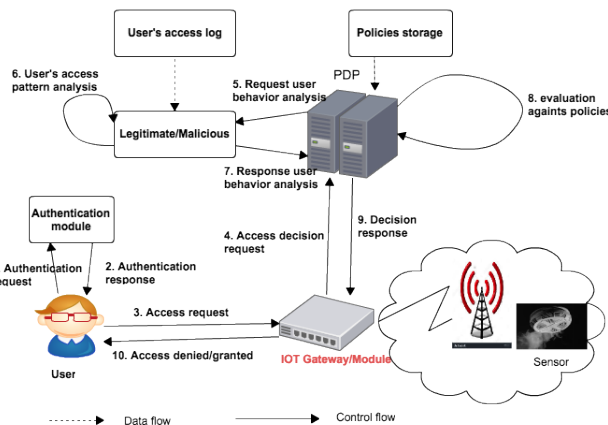 User's access log
Policies storage
6. User's access
pattern analysis
5. Request user
behavior analysis
PDP
8. evaluation
againts policies
Legitimate/Malicious
7. Response user
behavior analysis
Authentication
module
4. Access decision
request
9. Decision
response
Authentication
request
2. Authentication
response
3. Access request
10. Access denied/granted
IOT Gateway/Module
Sensor
User
Data flow
Control flow